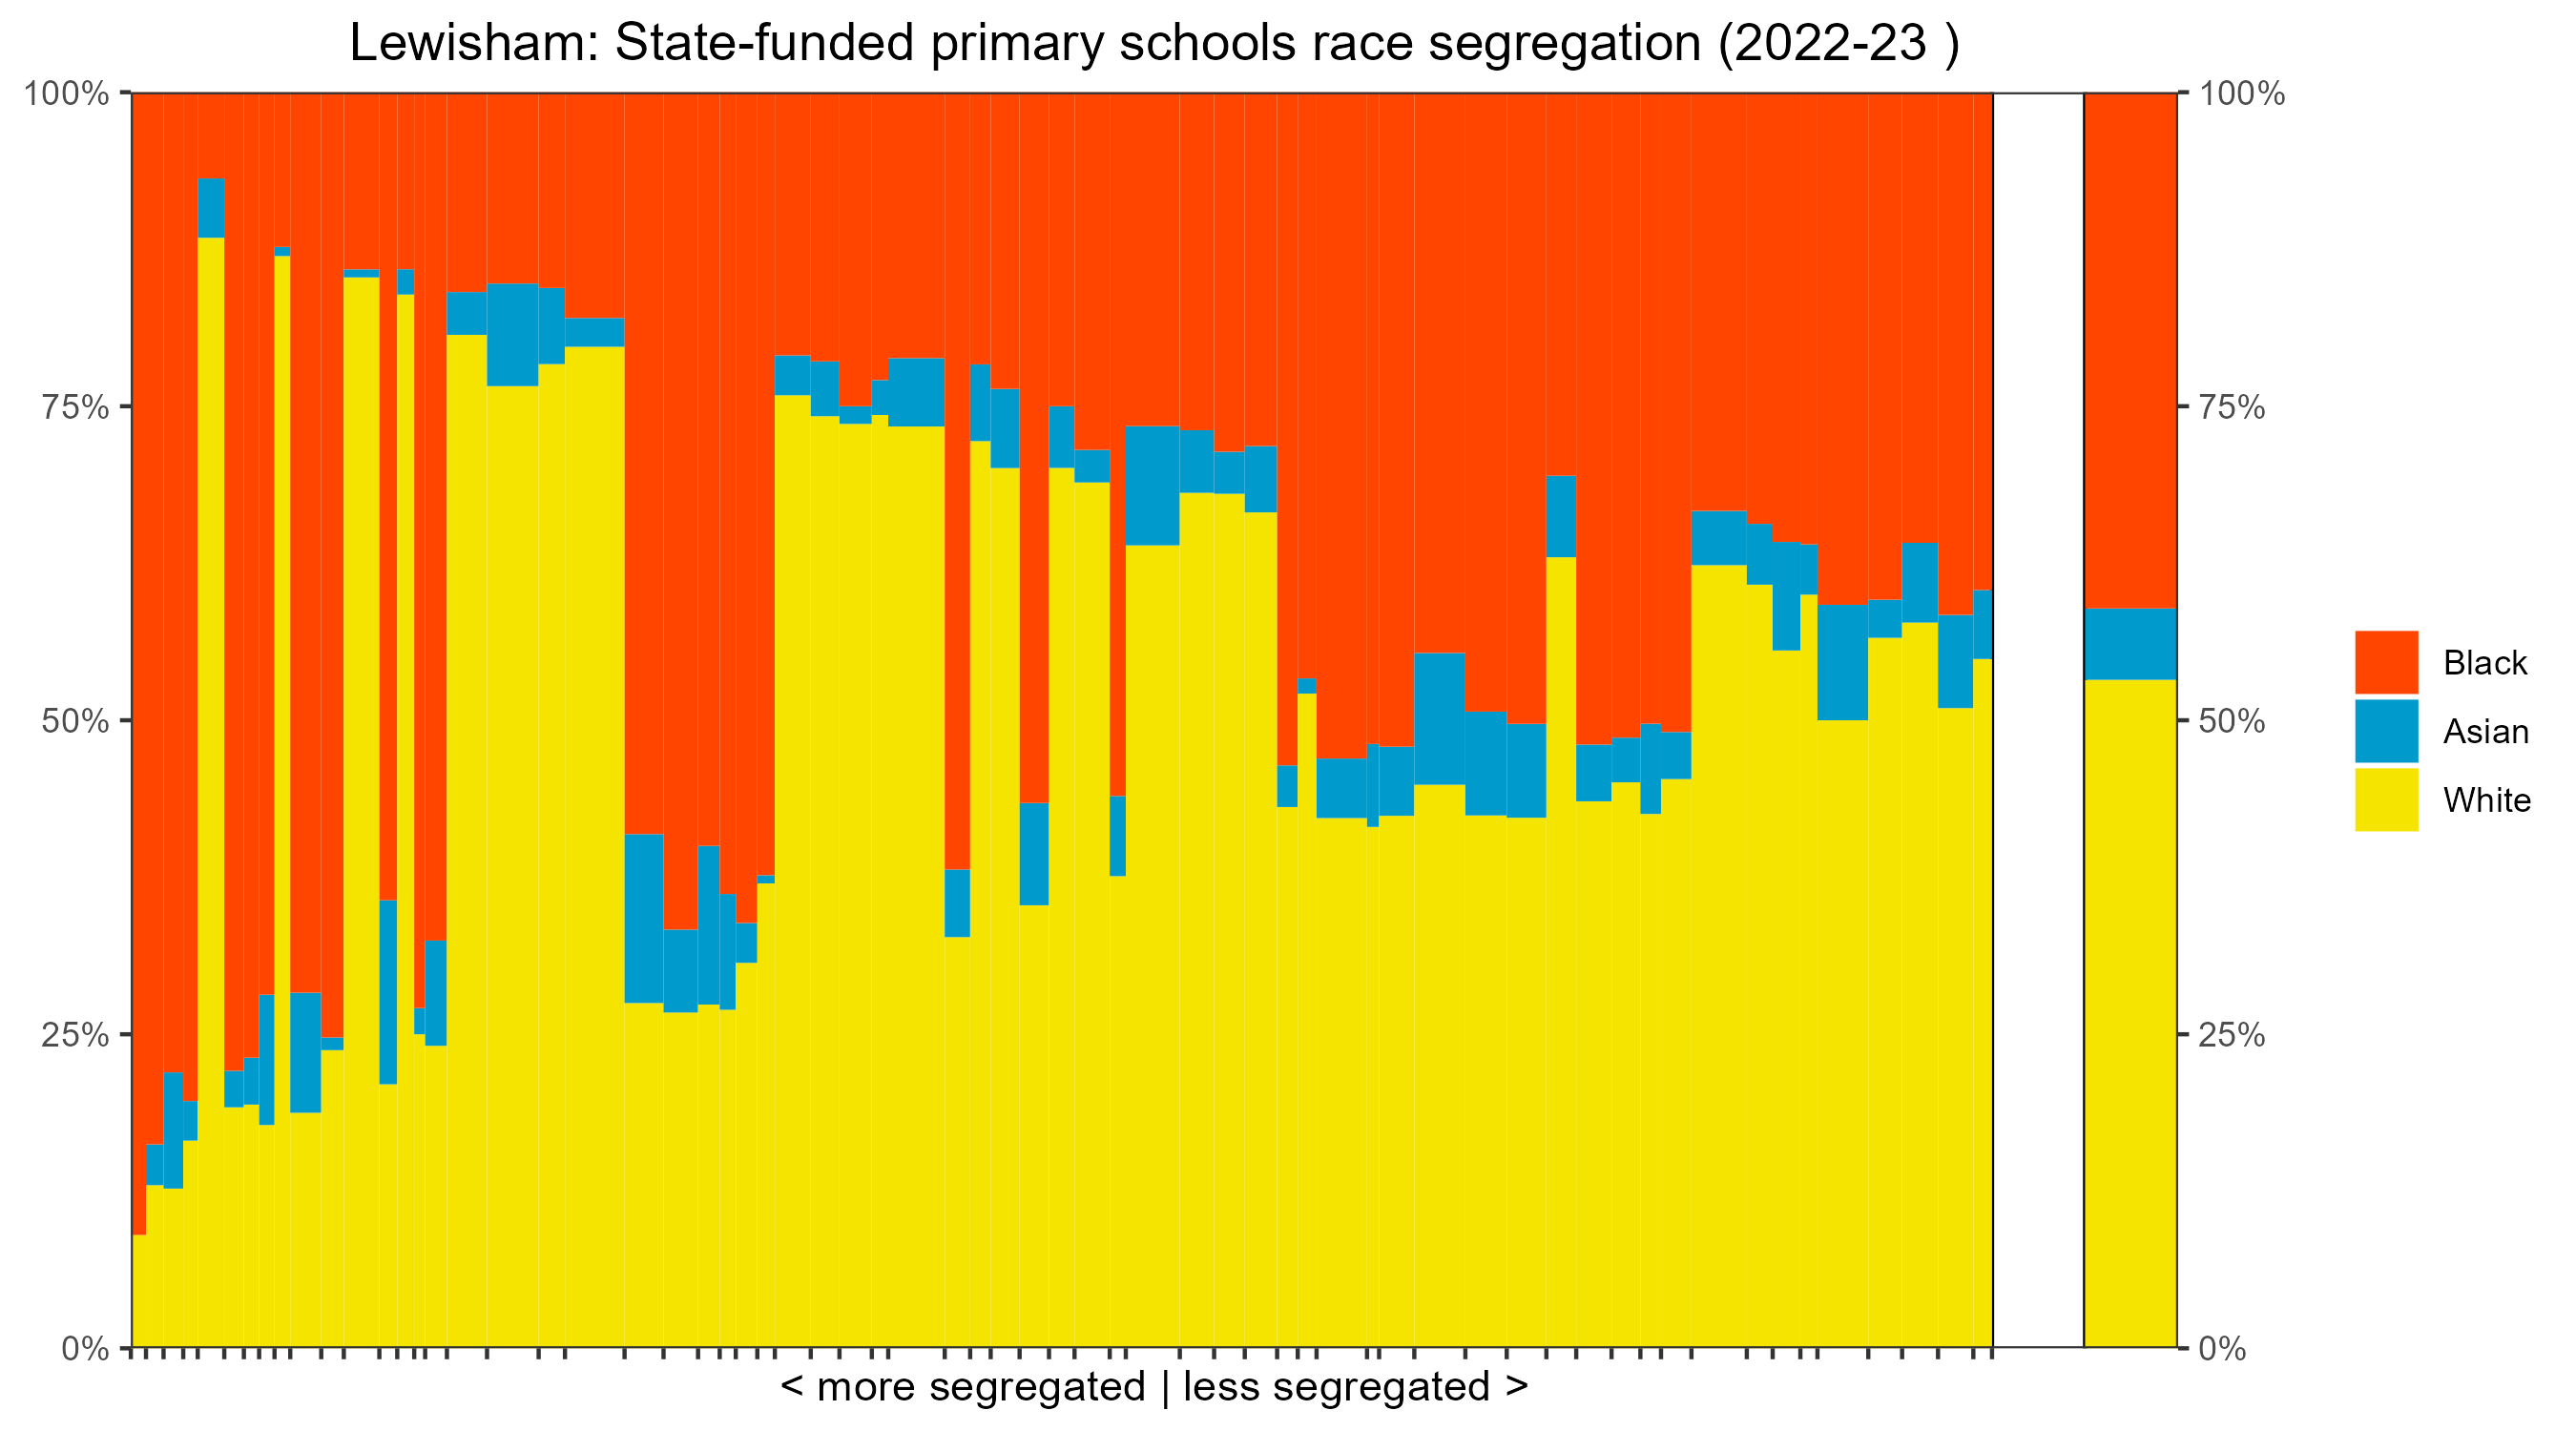 Lewisham: State-funded primary schools race segregation (2022-23 )
100%
75%
50%
25%
0%
100%
75%
50%
25%
0%
Black
Asian
White
< more segregated | less segregated >